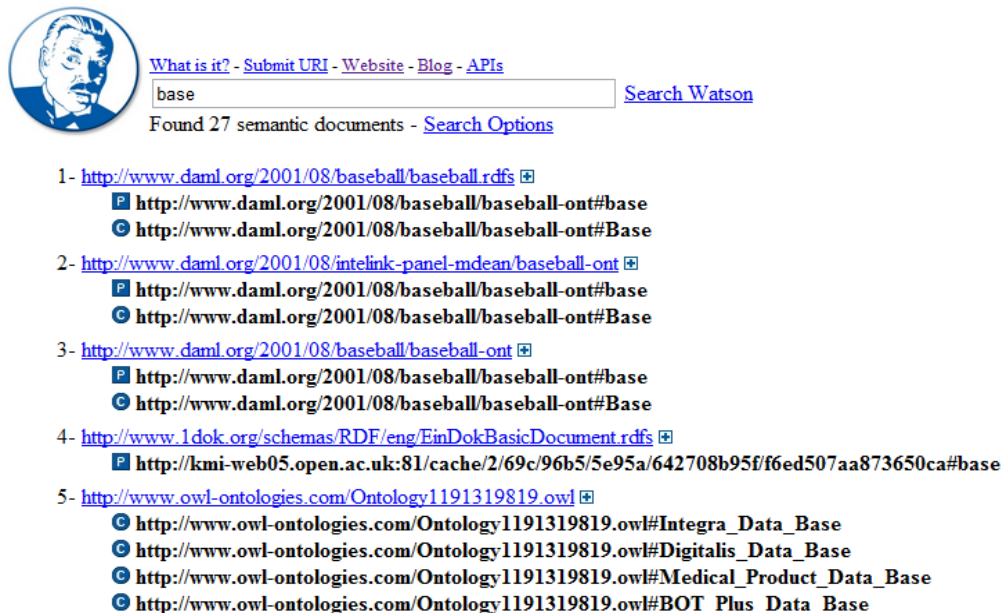 What is it? - Submit URI - Website - Blog - APIs
base Search Watson
Found 27 semantic documents - Search Options
1- http://www.daml.org/2001/08/baseball/baseball.rdfs
P http://www.daml.org/2001/08/baseball/baseball-ont#base
C http://www.daml.org/2001/08/baseball/baseball-ont#Base
2- http://www.daml.org/2001/08/intelink-panel-mdean/baseball-ont
P http://www.daml.org/2001/08/baseball/baseball-ont#base
C http://www.daml.org/2001/08/baseball/baseball-ont#Base
3- http://www.daml.org/2001/08/baseball/baseball-ont
P http://www.daml.org/2001/08/baseball/baseball-ont#base
C http://www.daml.org/2001/08/baseball/baseball-ont#Base
4- http://www.1dok.org/schemas/RDF/eng/EinDokBasicDocument.rdfs
P http://kmi-web05.open.ac.uk:81/cache/2/69c/96b5/5e95a/642708b95f/f6ed507aa873650ca#base
5- http://www.owl-ontologies.com/Ontology1191319819.owl
C http://www.owl-ontologies.com/Ontology1191319819.owl#Integra_Data_Base
C http://www.owl-ontologies.com/Ontology1191319819.owl#Digitalis_Data_Base
C http://www.owl-ontologies.com/Ontology1191319819.owl#Medical_Product_Data_Base
C http://www.owl-ontologies.com/Ontology1191319819.owl#BOT_Plus_Data_Base